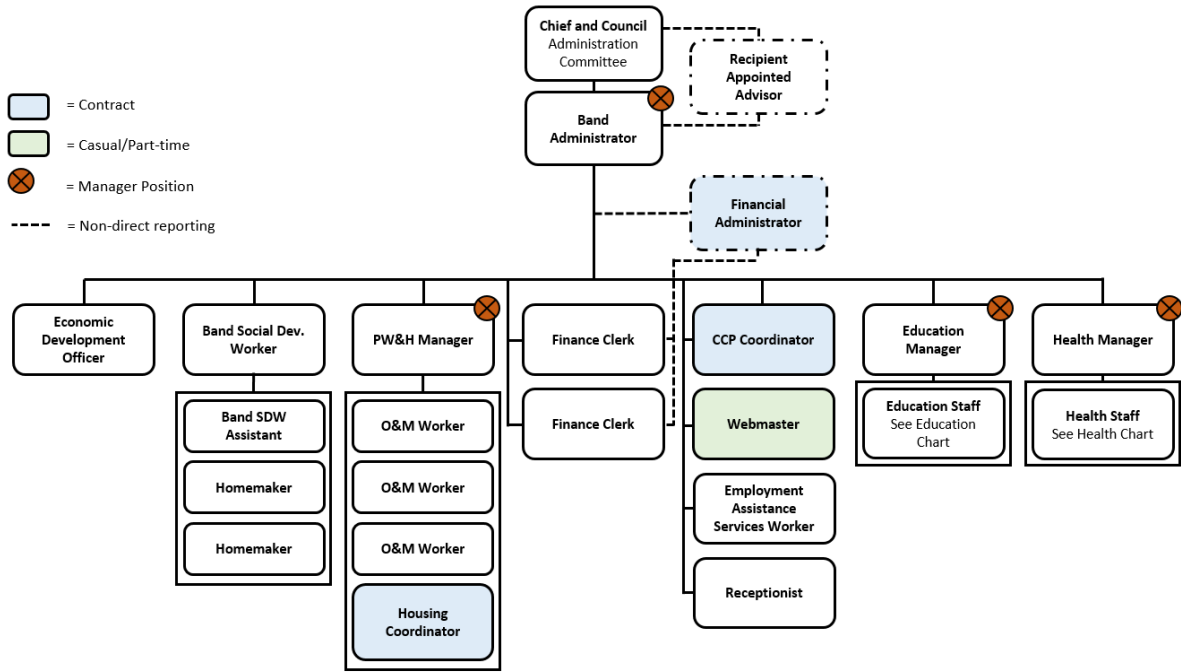 Chief and Council
Administration
Committee
Recipient
Appointed
Advisor
Band
Administrator
= Contract
= Casual/Part-time
= Manager Position
= Non-direct reporting
Financial
Administrator
Economic
Development
Officer
Band Social Dev.
Worker
PW&H Manager
Finance Clerk
CCP Coordinator
Education
Manager
Health Manager
Band SDW
Assistant
Homemaker
Homemaker
O&M Worker
O&M Worker
O&M Worker
Housing
Coordinator
Finance Clerk
Webmaster
Employment
Assistance
Services Worker
Receptionist
Education Staff
See Education
Chart
Health Staff
See Health Chart